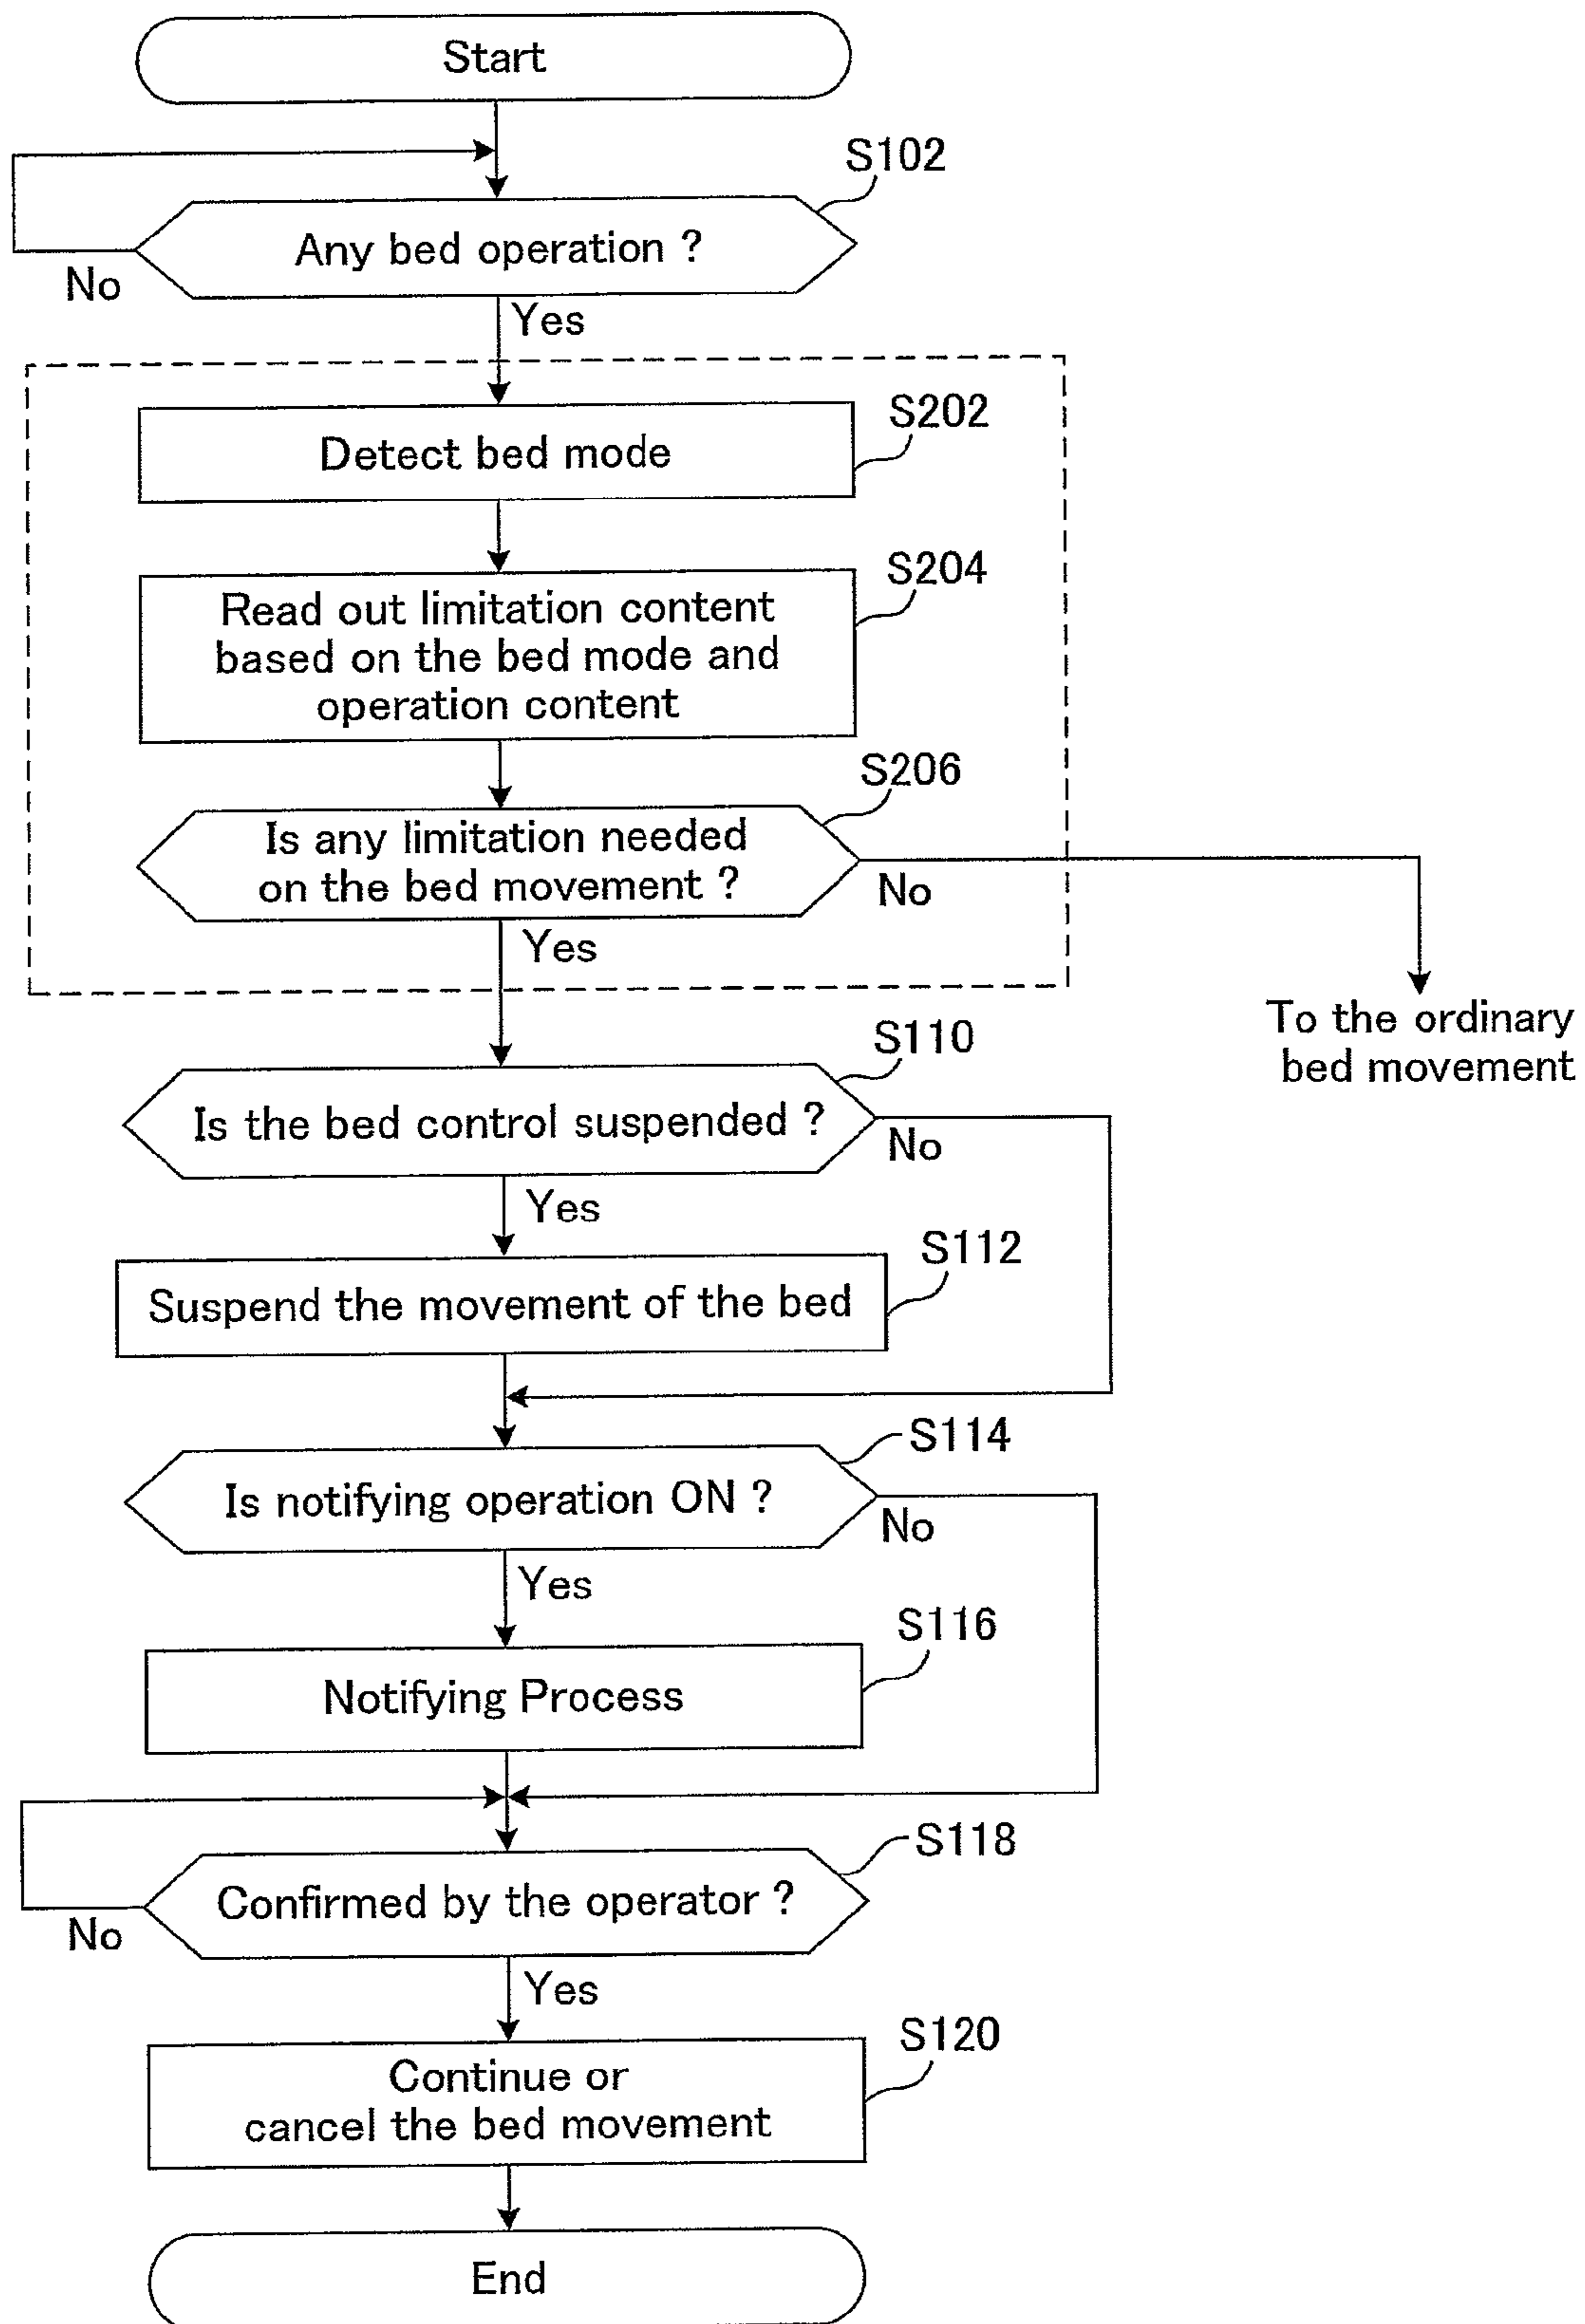 Start
S102
Any bed operation ?
No
Yes
S202
Detect bed mode
S204
Read out limitation content
based on the bed mode and
operation content
S206
Is any limitation needed
on the bed movement ?
No
Yes
To the ordinary
bed movement
S110
Is the bed control suspended ?
No
Yes
S112
Suspend the movement of the bed
S114
Is notifying operation ON ?
No
Yes
S116
Notifying Process
S118
Confirmed by the operator ?
No
Yes
S120
Continue or
cancel the bed movement
End